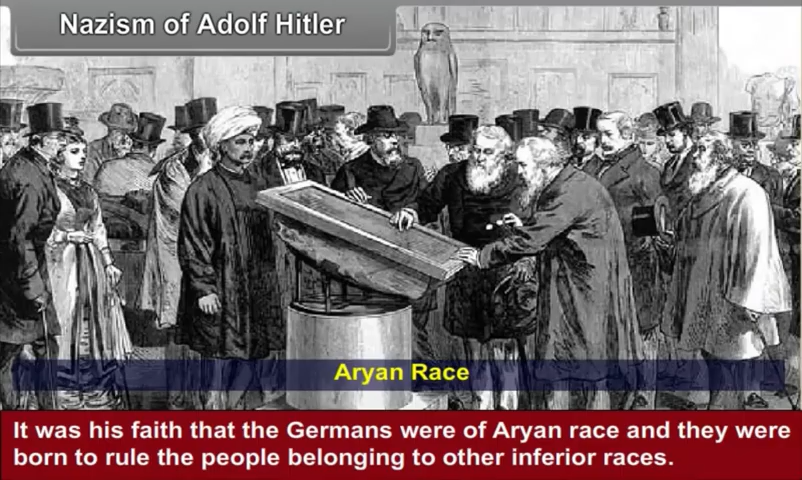 Nazism of Adolf Hitler
Aryan Race
It was his faith that the Germans were of Aryan race and they were
born to rule the people belonging to other inferior races.